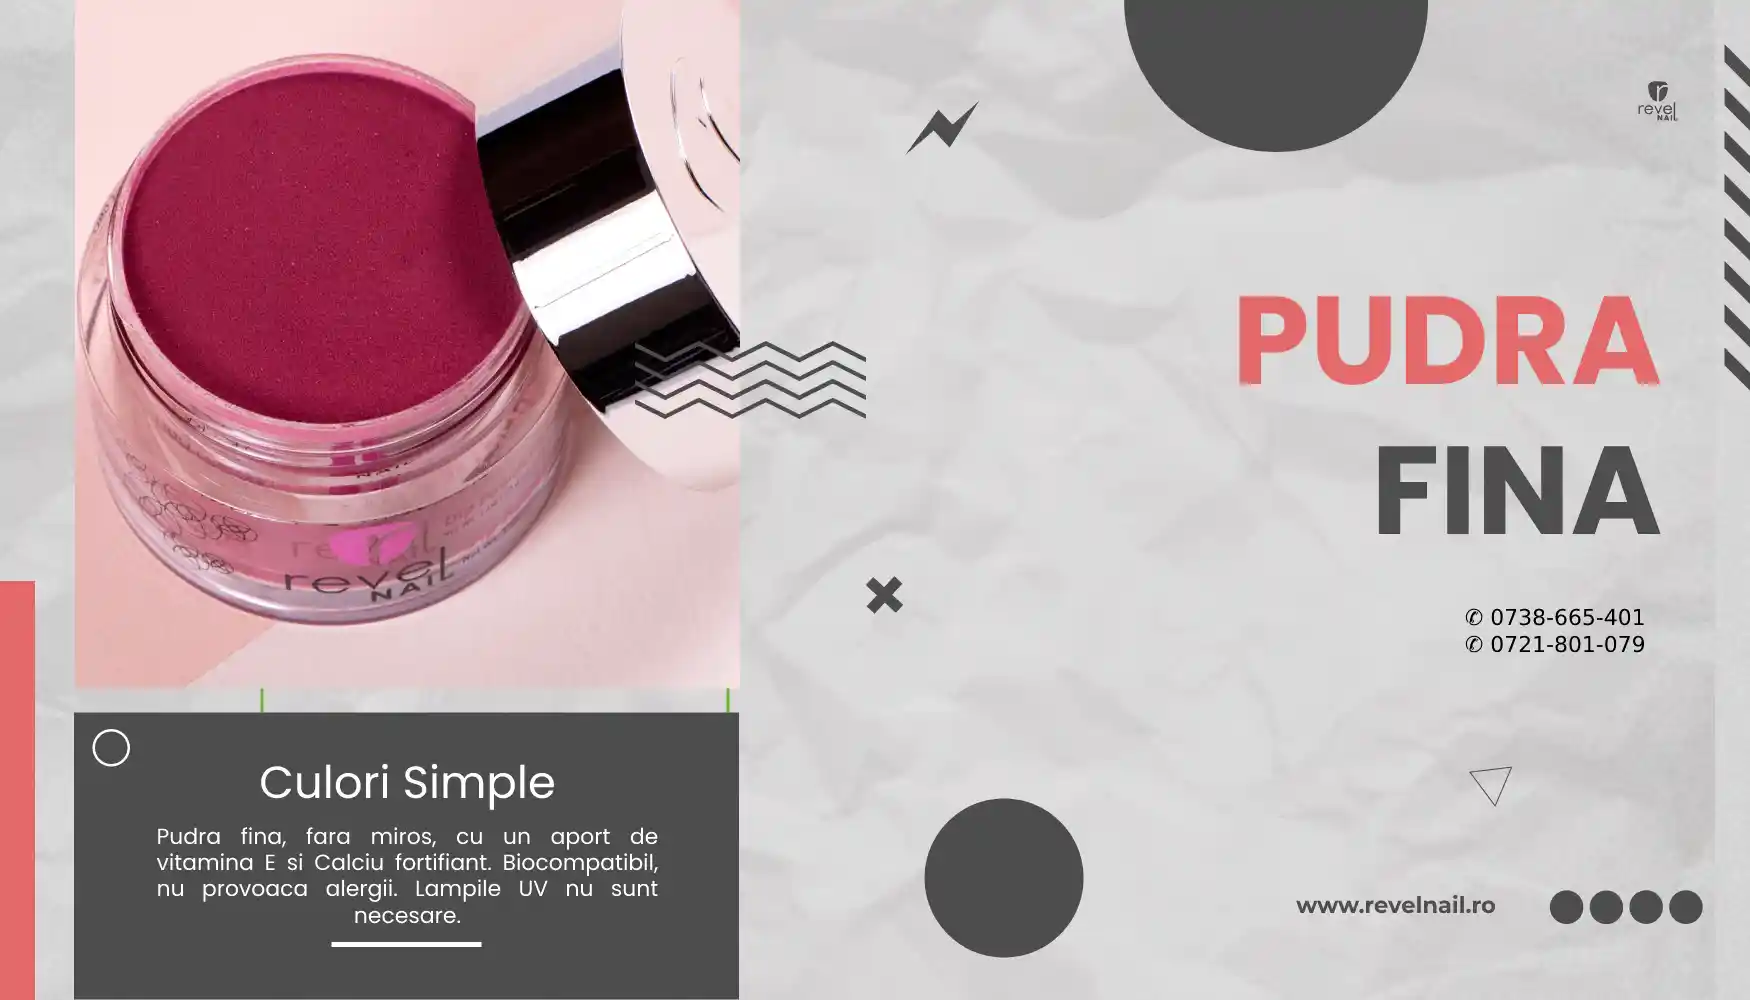 revel
NAIL
PUDRA
FINA
✆ 0738-665-401
✆ 0721-801-079
revel
NAIL
Culori Simple
Pudra fina, fara miros, cu un aport de
vitamina E si Calciu fortifiant. Biocompatibil,
nu provoaca alergii. Lampile UV nu sunt
necesare.
www.revelnail.ro